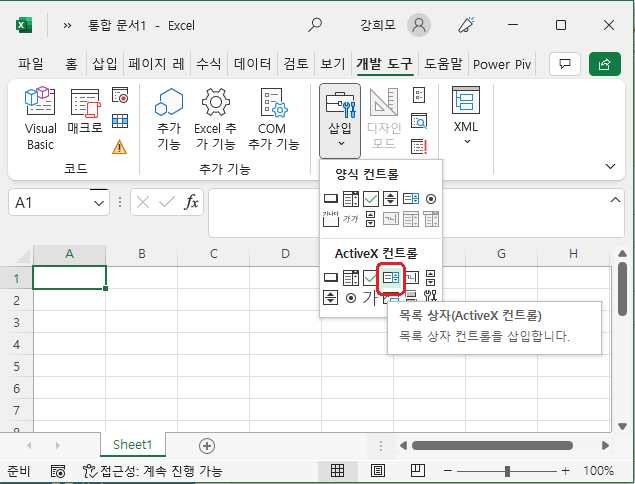 통합 문서1 - Excel
강희모
파일 홈 삽입 페이지 레 수식 데이터 검토 보기 개발 도구 도움말 Power Piv
Visual Basic
매크로
코드
추가 기능
Excel 추가 기능
COM 추가 기능
추가 기능
삽입
디자인 모드
XML
양식 컨트롤
가나다 가가
ActiveX 컨트롤
가
목록 상자(ActiveX 컨트롤)
목록 상자 컨트롤을 삽입합니다.
A1
fx
A B C D G H
1
2
3
4
5
6
7
Sheet1
준비 접근성: 계속 진행 가능 100%